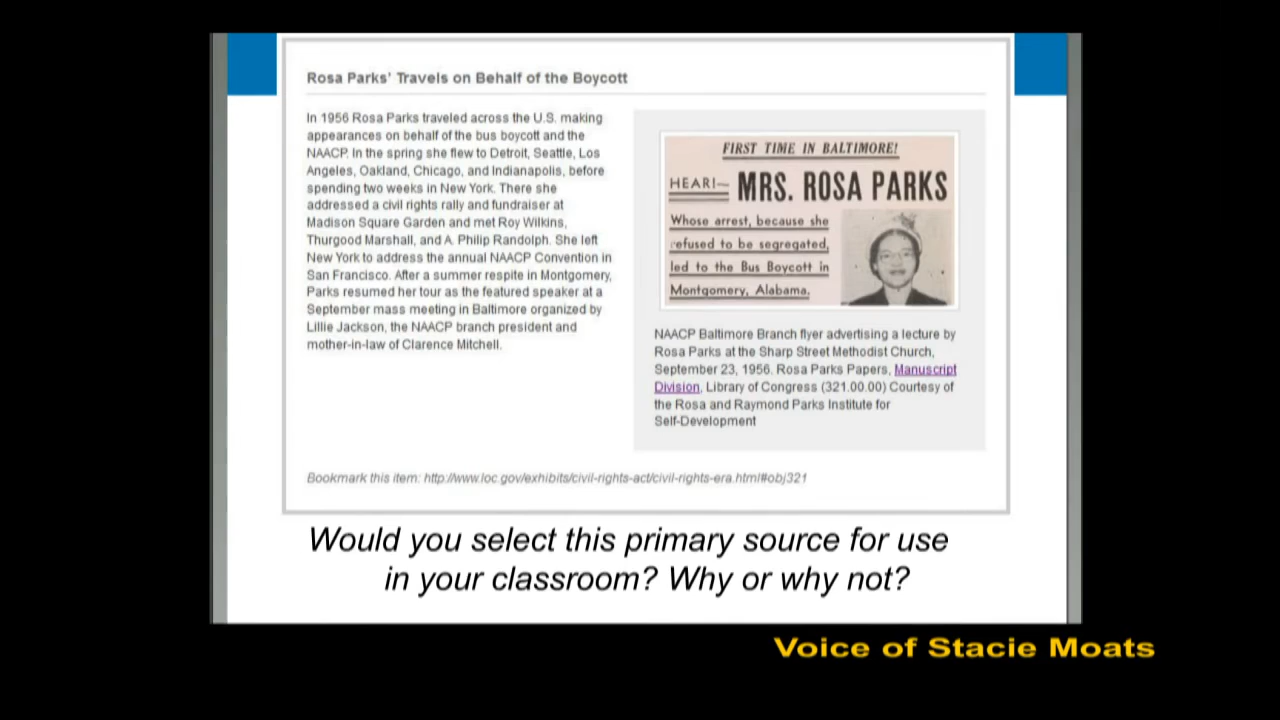 Rosa Parks' Travels on Behalf of the Boycott
In 1956 Rosa Parks traveled across the U.S. making
appearances on behalf of the bus boycott and the
NAACP. In the spring she flew to Detroit, Seattle, Los
Angeles, Oakland, Chicago, and Indianapolis, before
spending two weeks in New York. There she
addressed a civil rights rally and fundraiser at
Madison Square Garden and met Roy Wilkins,
Thurgood Marshall, and A. Philip Randolph. She left
New York to address the annual NAACP Convention in
San Francisco. After a summer respite in Montgomery,
Parks resumed her tour as the featured speaker at a
September mass meeting in Baltimore organized by
Lillie Jackson, the NAACP branch president and
mother-in-law of Clarence Mitchell.
FIRST TIME IN BALTIMORE!
HEAR!— MRS. ROSA PARKS
Whose arrest, because she
refused to be segregated,
led to the Bus Boycott in
Montgomery, Alabama.
NAACP Baltimore Branch flyer advertising a lecture by
Rosa Parks at the Sharp Street Methodist Church,
September 23, 1956. Rosa Parks Papers, Manuscript
Division, Library of Congress (321.00.00) Courtesy of
the Rosa and Raymond Parks Institute for
Self-Development
Bookmark this item: http://www.loc.gov/exhibits/civil-rights-act/civil-rights-era.html#obj321
Would you select this primary source for use
in your classroom? Why or why not?
Voice of Stacie Moats